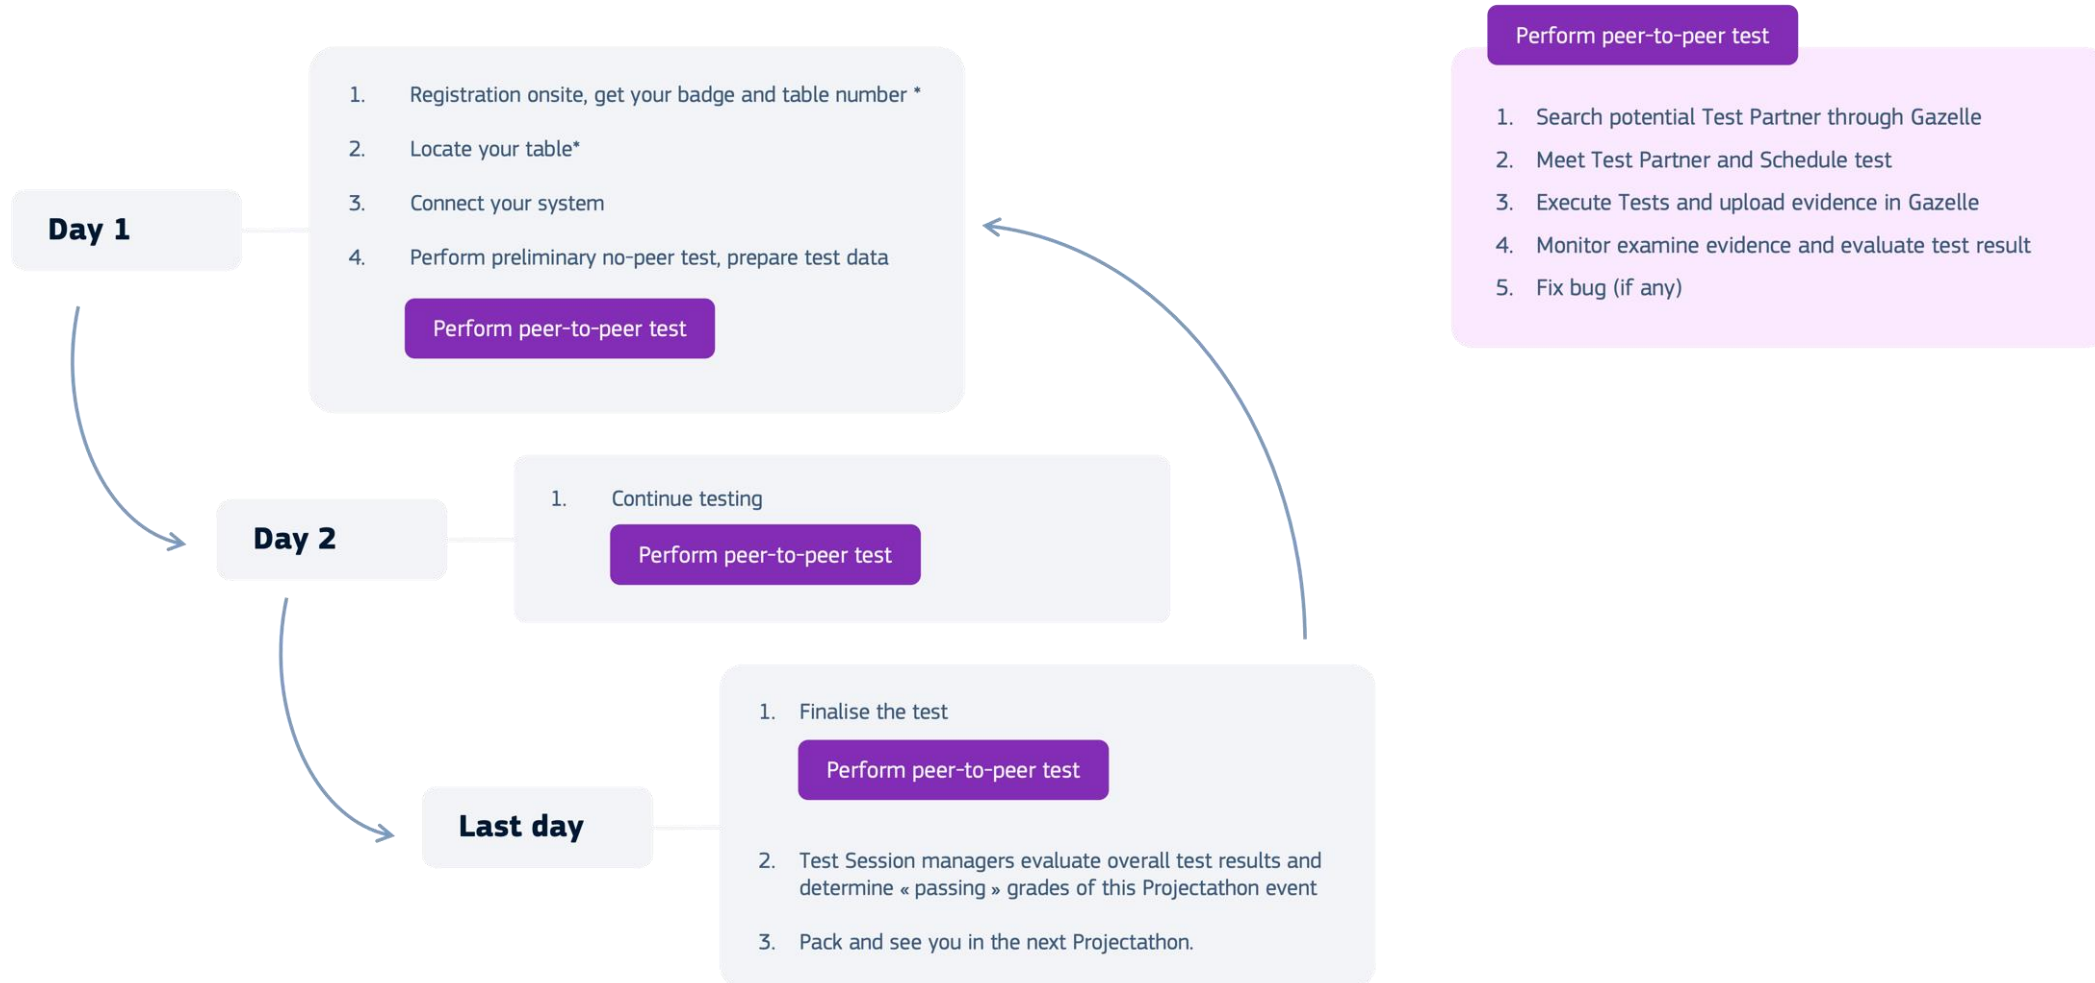 Day 1
1. Registration onsite, get your badge and table number *
2. Locate your table*
3. Connect your system
4. Perform preliminary no-peer test, prepare test data
Perform peer-to-peer test
Day 2
1. Continue testing
Perform peer-to-peer test
Last day
1. Finalise the test
Perform peer-to-peer test
2. Test Session managers evaluate overall test results and
determine « passing » grades of this Projectathon event
3. Pack and see you in the next Projectathon.
Perform peer-to-peer test
1. Search potential Test Partner through Gazelle
2. Meet Test Partner and Schedule test
3. Execute Tests and upload evidence in Gazelle
4. Monitor examine evidence and evaluate test result
5. Fix bug (if any)